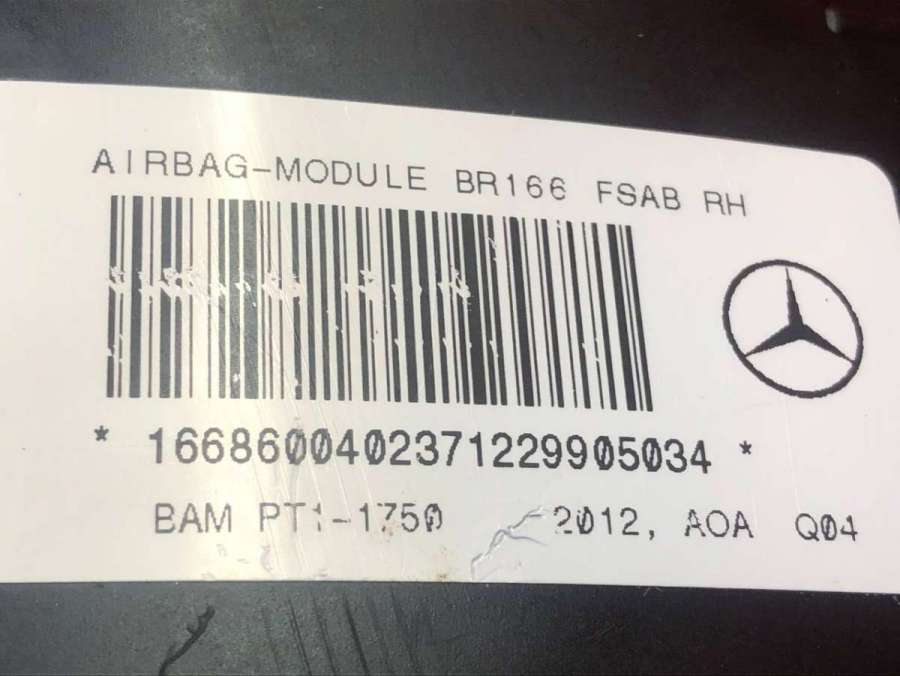 AIRBAG-MODULE BR166 FSAB RH
* 1668600402371229905034 *
BAM PT1-1750 2012, AOA Q04